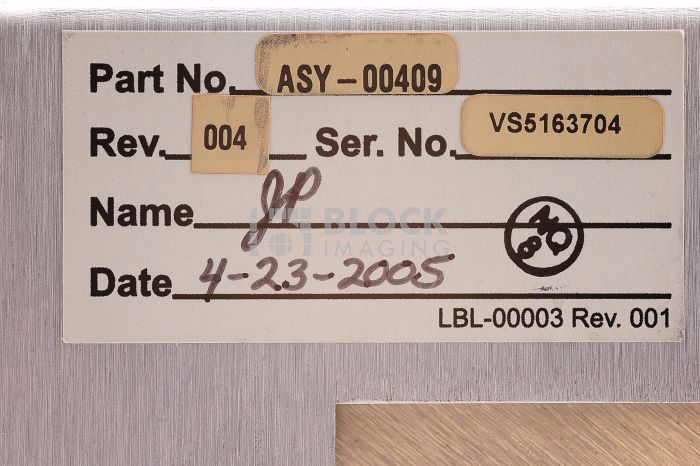 Part No. ASY-00409
Rev. 004 Ser. No. VS5163704
Name JP
BLOCK
IMAGING
Date 4-23-2005
LBL-00003 Rev. 001